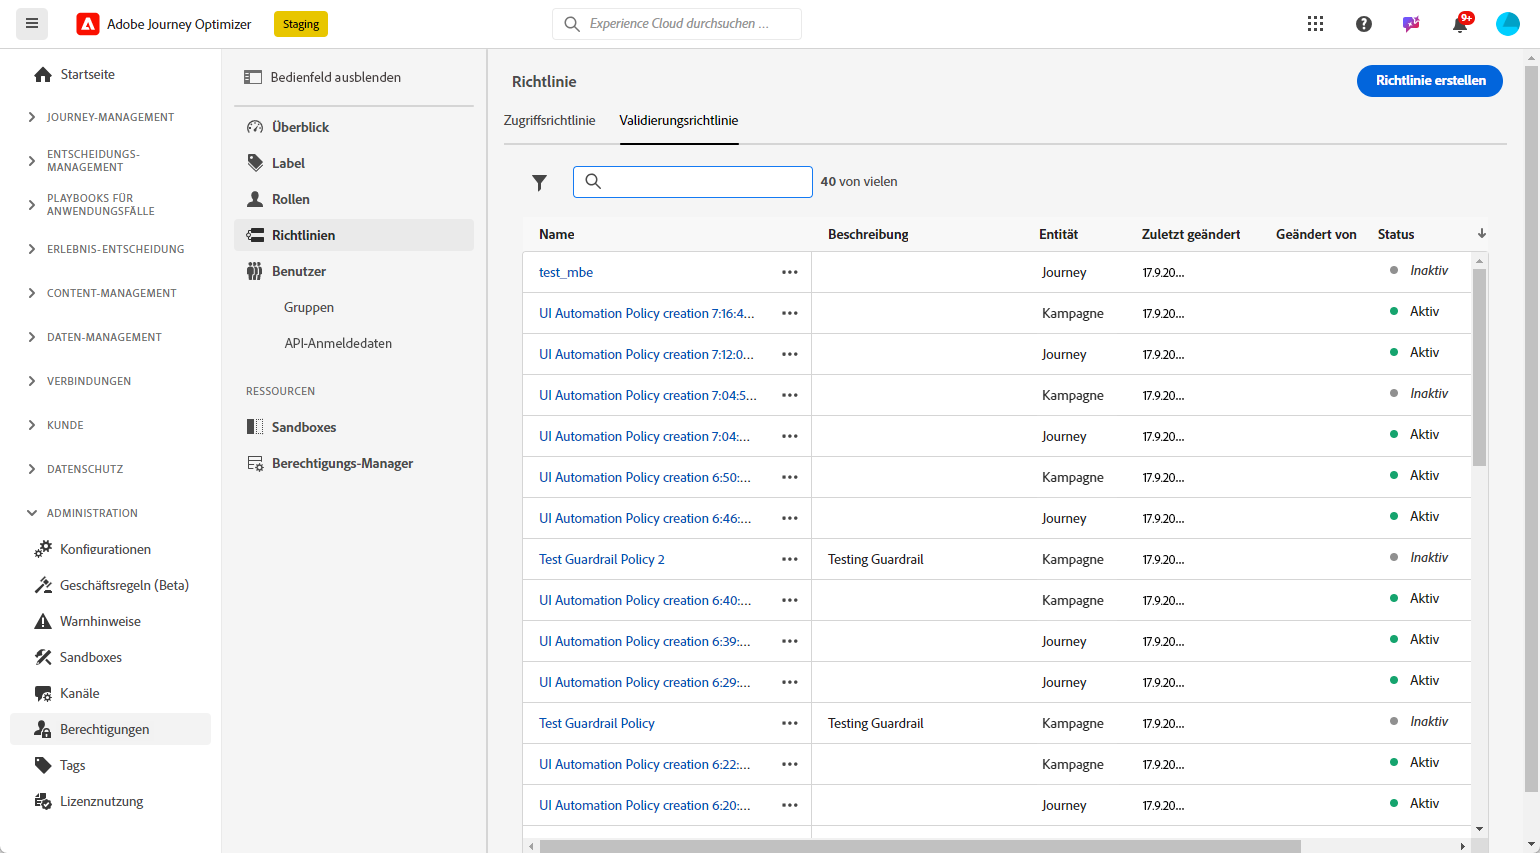 Adobe Journey Optimizer
Staging
Experience Cloud durchsuchen ...
9+
Startseite
JOURNEY-MANAGEMENT
ENTSCHEIDUNGS-
MANAGEMENT
PLAYBOOKS FÜR
ANWENDUNGSFÄLLE
ERLEBNIS-ENTSCHEIDUNG
CONTENT-MANAGEMENT
DATEN-MANAGEMENT
VERBINDUNGEN
KUNDE
DATENSCHUTZ
ADMINISTRATION
Konfigurationen
Geschäftsregeln (Beta)
Warnhinweise
Sandboxes
Kanäle
Berechtigungen
Tags
Lizenznutzung
Bedienfeld ausblenden
Überblick
Label
Rollen
Richtlinien
Benutzer
Gruppen
API-Anmeldedaten
RESSOURCEN
Sandboxes
Berechtigungs-Manager
Richtlinie
Richtlinie erstellen
Zugriffsrichtlinie Validierungsrichtlinie
40 von vielen
Name Beschreibung Entität Zuletzt geändert Geändert von Status
test_mbe ••• Journey 17.9.20... Inaktiv
UI Automation Policy creation 7:16:4... ••• Kampagne 17.9.20... Aktiv
UI Automation Policy creation 7:12:0... ••• Journey 17.9.20... Aktiv
UI Automation Policy creation 7:04:5... ••• Kampagne 17.9.20... Inaktiv
UI Automation Policy creation 7:04:... ••• Journey 17.9.20... Aktiv
UI Automation Policy creation 6:50:... ••• Kampagne 17.9.20... Aktiv
UI Automation Policy creation 6:46:... ••• Journey 17.9.20... Aktiv
Test Guardrail Policy 2 ••• Testing Guardrail Kampagne 17.9.20... Inaktiv
UI Automation Policy creation 6:40:... ••• Kampagne 17.9.20... Aktiv
UI Automation Policy creation 6:39:... ••• Journey 17.9.20... Aktiv
UI Automation Policy creation 6:29:... ••• Journey 17.9.20... Aktiv
Test Guardrail Policy ••• Testing Guardrail Kampagne 17.9.20... Inaktiv
UI Automation Policy creation 6:22:... ••• Kampagne 17.9.20... Aktiv
UI Automation Policy creation 6:20:... ••• Journey 17.9.20... Aktiv